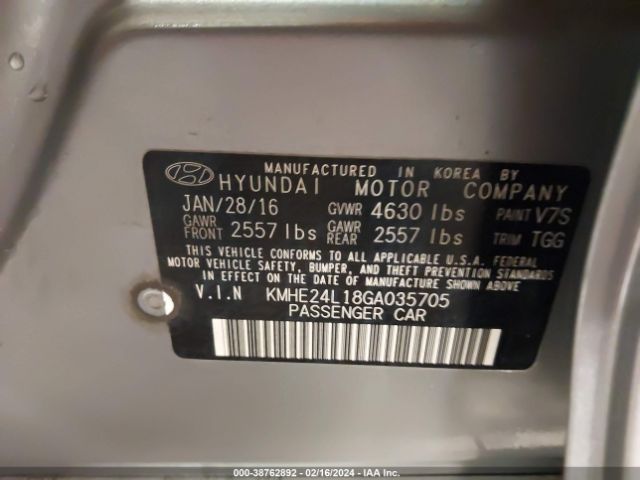 MANUFACTURED IN KOREA BY
HYUNDAI MOTOR COMPANY
JAN/28/16 GVWR 4630 lbs PAINT V7S
GAWR FRONT 2557 lbs GAWR REAR 2557 lbs TRIM TGG
THIS VEHICLE CONFORMS TO ALL APPLICABLE U.S.A. FEDERAL
MOTOR VEHICLE SAFETY, BUMPER, AND THEFT PREVENTION
STANDARDS IN EFFECT ON THE DATE OF MANUFACTURE SHOWN ABOVE
V.I.N KMHE24L18GA035705
PASSENGER CAR
000-38762892 | 02/16/2024 | IAA Inc.